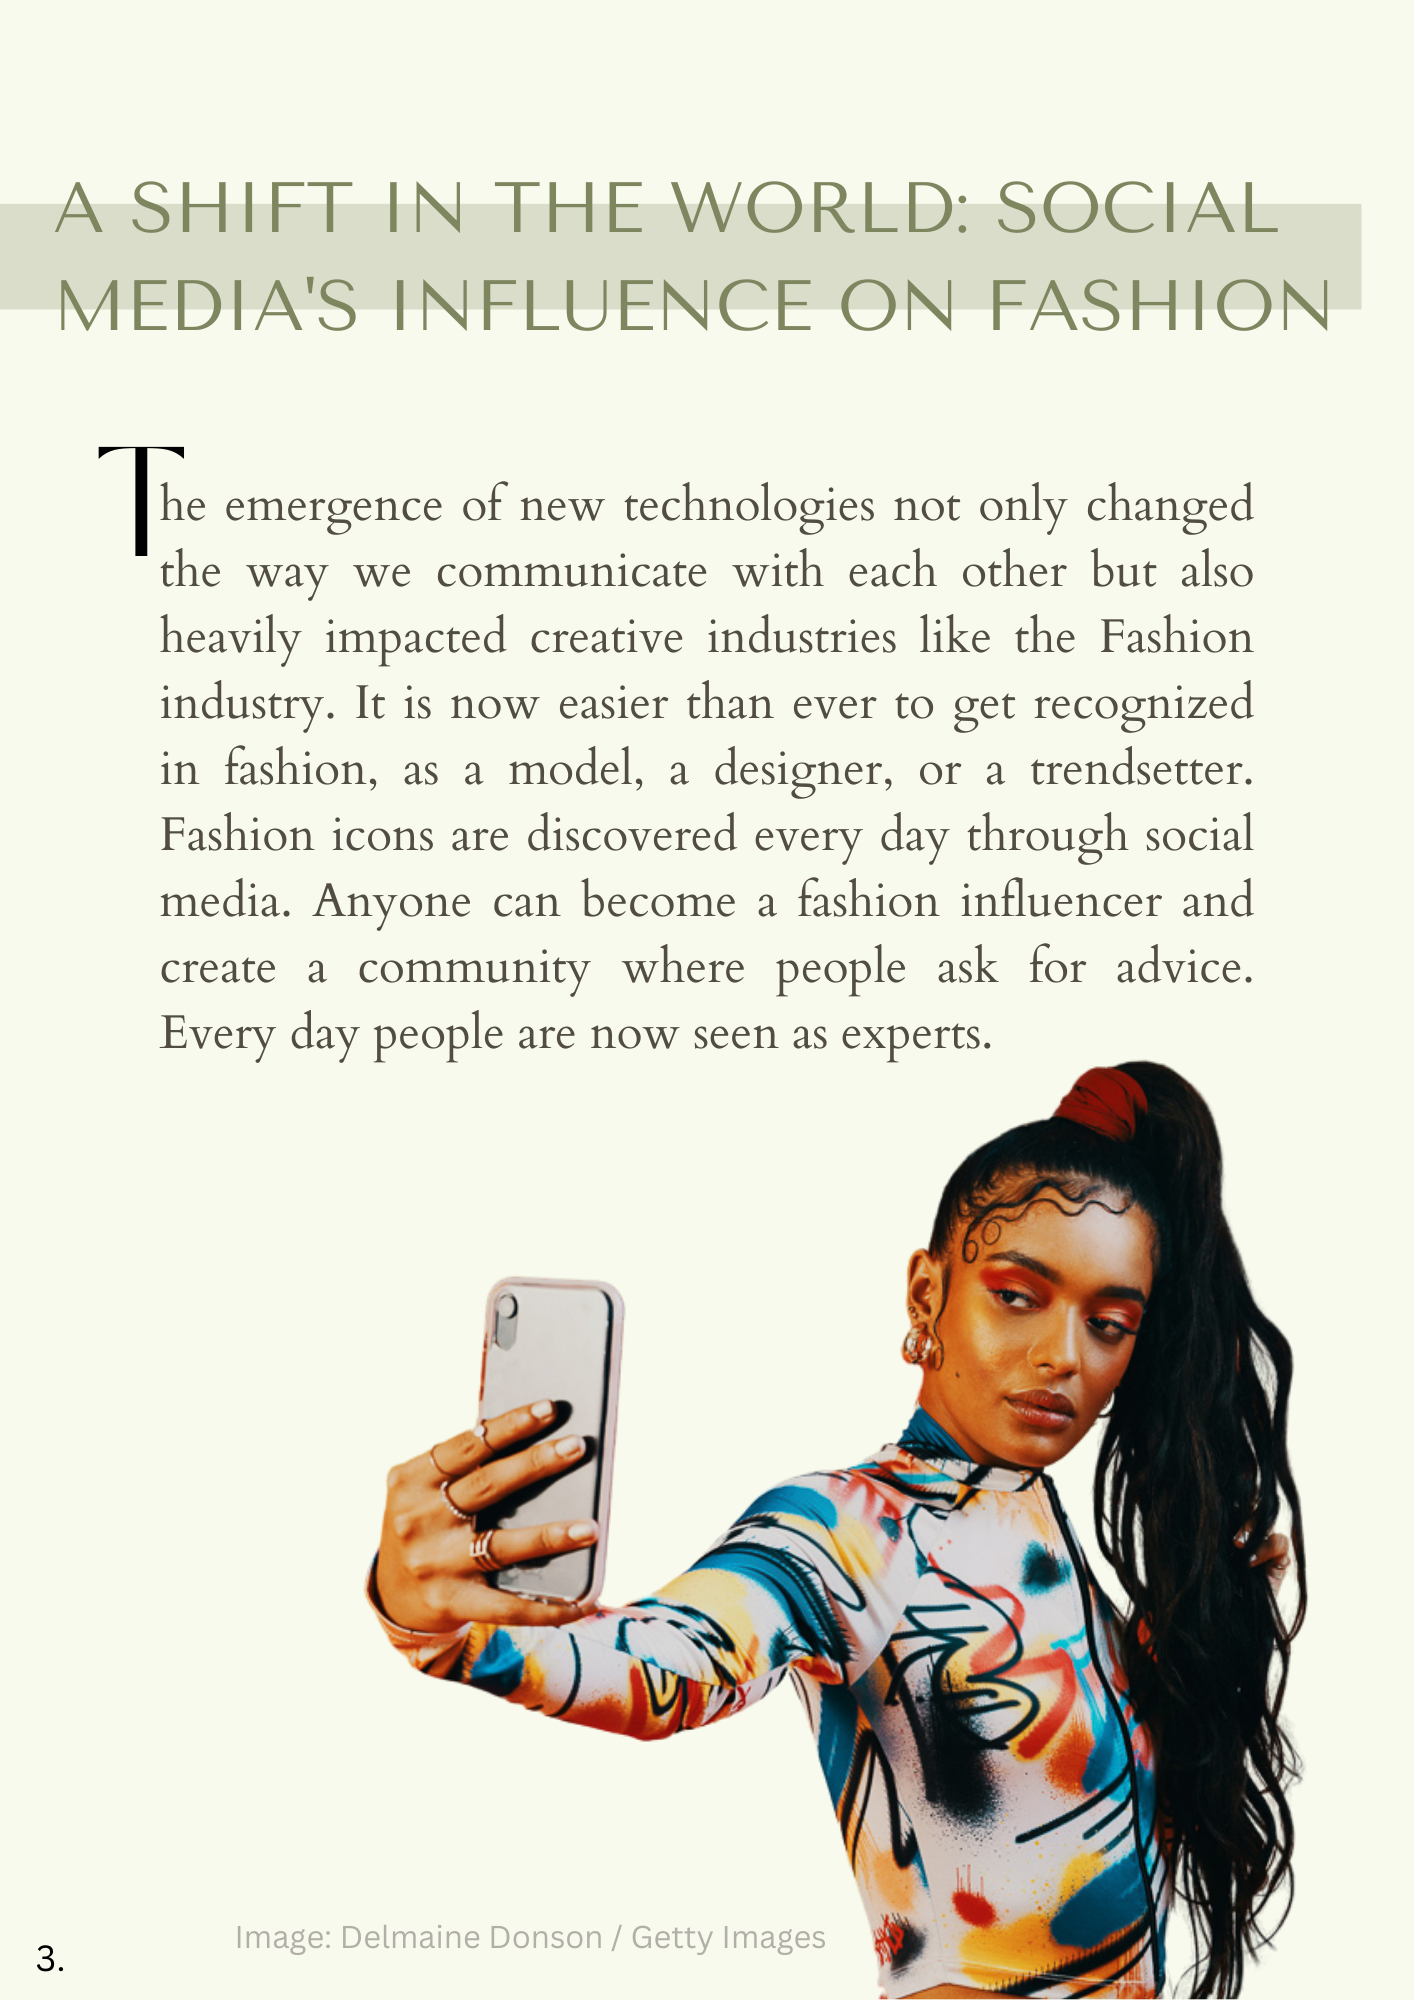 A SHIFT IN THE WORLD: SOCIAL
MEDIA'S INFLUENCE ON FASHION
The emergence of new technologies not only changed
the way we communicate with each other but also
heavily impacted creative industries like the Fashion
industry. It is now easier than ever to get recognized
in fashion, as a model, a designer, or a trendsetter.
Fashion icons are discovered every day through social
media. Anyone can become a fashion influencer and
create a community where people ask for advice.
Every day people are now seen as experts.
Image: Delmaine Donson / Getty Images
3.